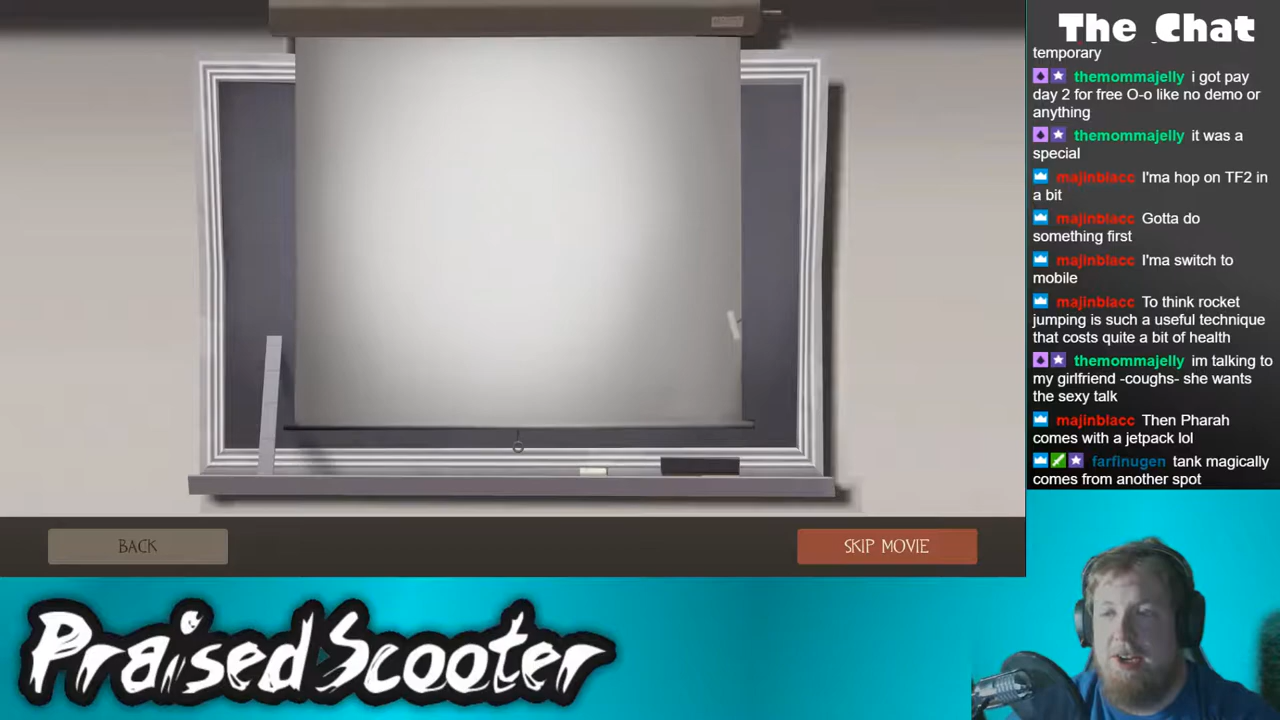 The Chat
temporary
themommajelly i got pay
day 2 for free O-o like no demo or
anything
themommajelly it was a
special
majinblacc I'ma hop on TF2 in
a bit
majinblacc Gotta do
something first
majinblacc I'ma switch to
mobile
majinblacc To think rocket
jumping is such a useful technique
that costs quite a bit of health
themommajelly im talking to
my girlfriend -coughs- she wants
the sexy talk
majinblacc Then Pharah
comes with a jetpack lol
farfinugen tank magically
comes from another spot
BACK
SKIP MOVIE
PraisedScooter